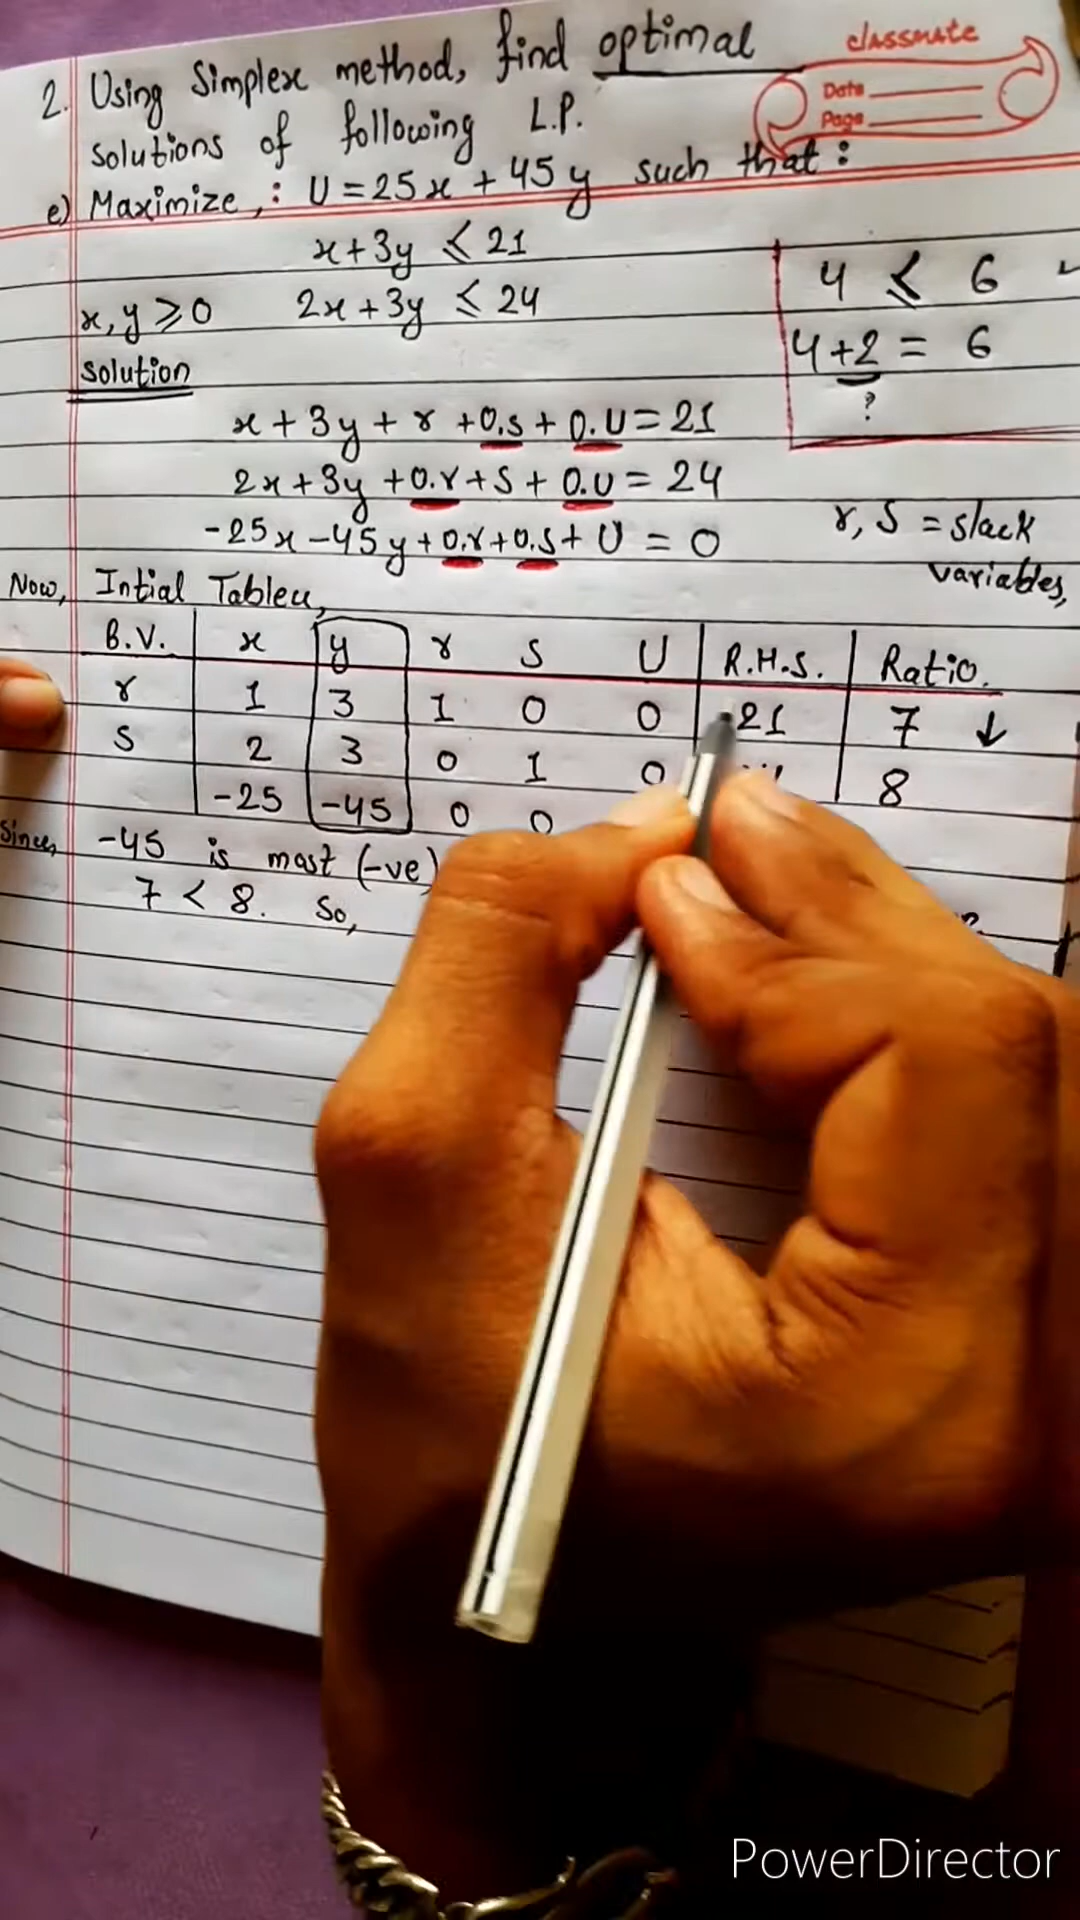 classmate
Date
Page
2. Using Simplex method, find optimal
solutions of following L.P.
e) Maximize,: U = 25x + 45y such that:
x + 3y ≤ 21
x, y ≥ 0 2x + 3y ≤ 24
4 ≤ 6
4 + 2 = 6
?
Solution
x + 3y + r + 0.s + 0.U = 21
2x + 3y + 0.r + S + 0.U = 24
-25x - 45y + 0.r + 0.s + U = 0
r, S = slack
variables,
Now, Intial Tableu,
B.V. x y r S U R.H.S. Ratio.
r 1 3 1 0 0 21 7 ↓
S 2 3 0 1 0 8
-25 -45 0 0
Since, -45 is most (-ve)
7 < 8. So,
PowerDirector